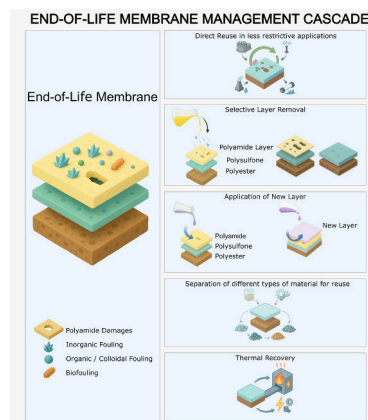 END-OF-LIFE MEMBRANE MANAGEMENT CASCADE
Direct Reuse in less restrictive applications
End-of-Life Membrane
Selective Layer Removal
Polyamide Layer
Polysulfone
Polyester
Application of New Layer
Polyamide
Polysulfone
Polyester
New Layer
Separation of different types of material for reuse
Polyamide Damages
Inorganic Fouling
Organic / Colloidal Fouling
Biofouling
Thermal Recovery